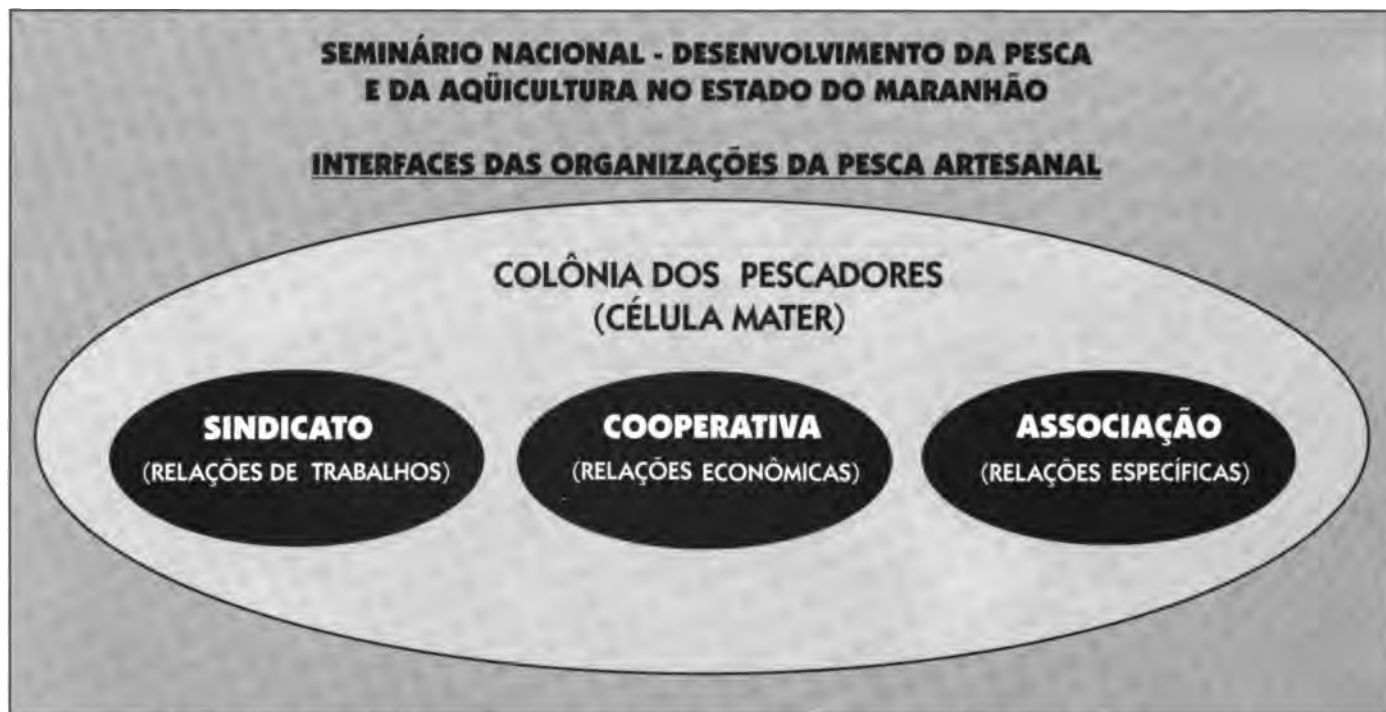 SEMINÁRIO NACIONAL - DESENVOLVIMENTO DA PESCA
E DA AQÜICULTURA NO ESTADO DO MARANHÃO
INTERFACES DAS ORGANIZAÇÕES DA PESCA ARTESANAL
COLÔNIA DOS PESCADORES
(CÉLULA MATER)
SINDICATO
(RELAÇÕES DE TRABALHOS)
COOPERATIVA
(RELAÇÕES ECONÔMICAS)
ASSOCIAÇÃO
(RELAÇÕES ESPECÍFICAS)